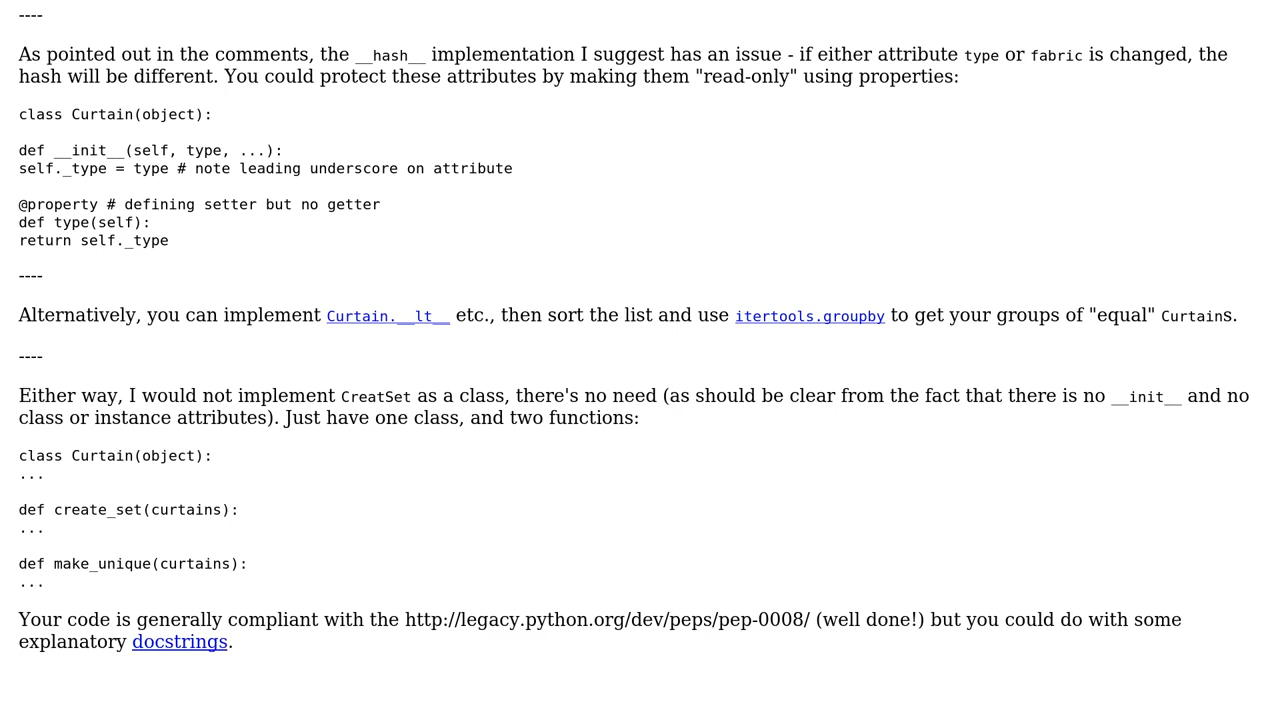 ----
As pointed out in the comments, the __hash__ implementation I suggest has an issue - if either attribute type or fabric is changed, the
hash will be different. You could protect these attributes by making them "read-only" using properties:
class Curtain(object):
def __init__(self, type, ...):
self._type = type # note leading underscore on attribute
@property # defining setter but no getter
def type(self):
return self._type
----
Alternatively, you can implement Curtain.__lt__ etc., then sort the list and use itertools.groupby to get your groups of "equal" Curtains.
----
Either way, I would not implement CreatSet as a class, there's no need (as should be clear from the fact that there is no __init__ and no
class or instance attributes). Just have one class, and two functions:
class Curtain(object):
...
def create_set(curtains):
...
def make_unique(curtains):
...
Your code is generally compliant with the http://legacy.python.org/dev/peps/pep-0008/ (well done!) but you could do with some
explanatory docstrings.